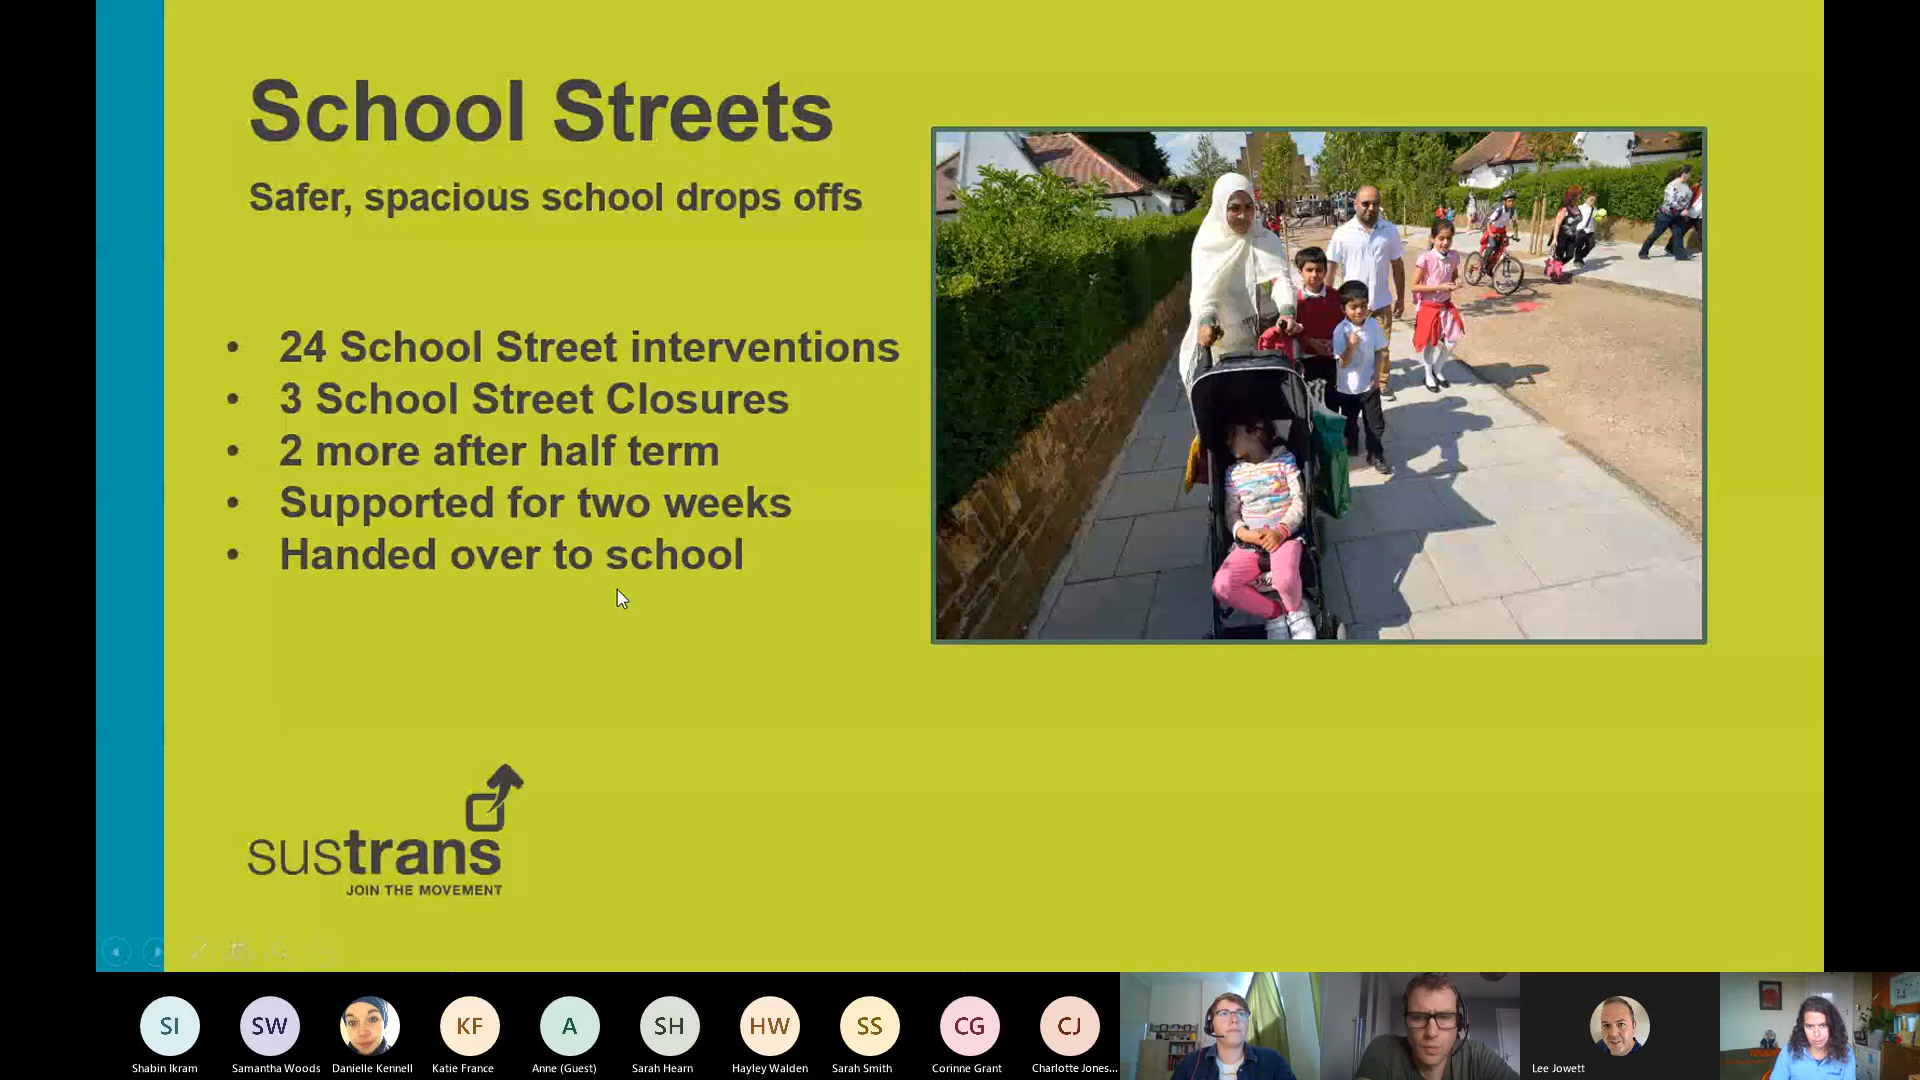 School Streets
Safer, spacious school drops offs
• 24 School Street interventions
• 3 School Street Closures
• 2 more after half term
• Supported for two weeks
• Handed over to school
sustrans
JOIN THE MOVEMENT
SI
SW
KF
A
SH
HW
SS
CG
CJ
Shabin Ikram
Samantha Woods
Danielle Kennell
Katie France
Anne (Guest)
Sarah Hearn
Hayley Walden
Sarah Smith
Corinne Grant
Charlotte Jones...
Lee Jowett